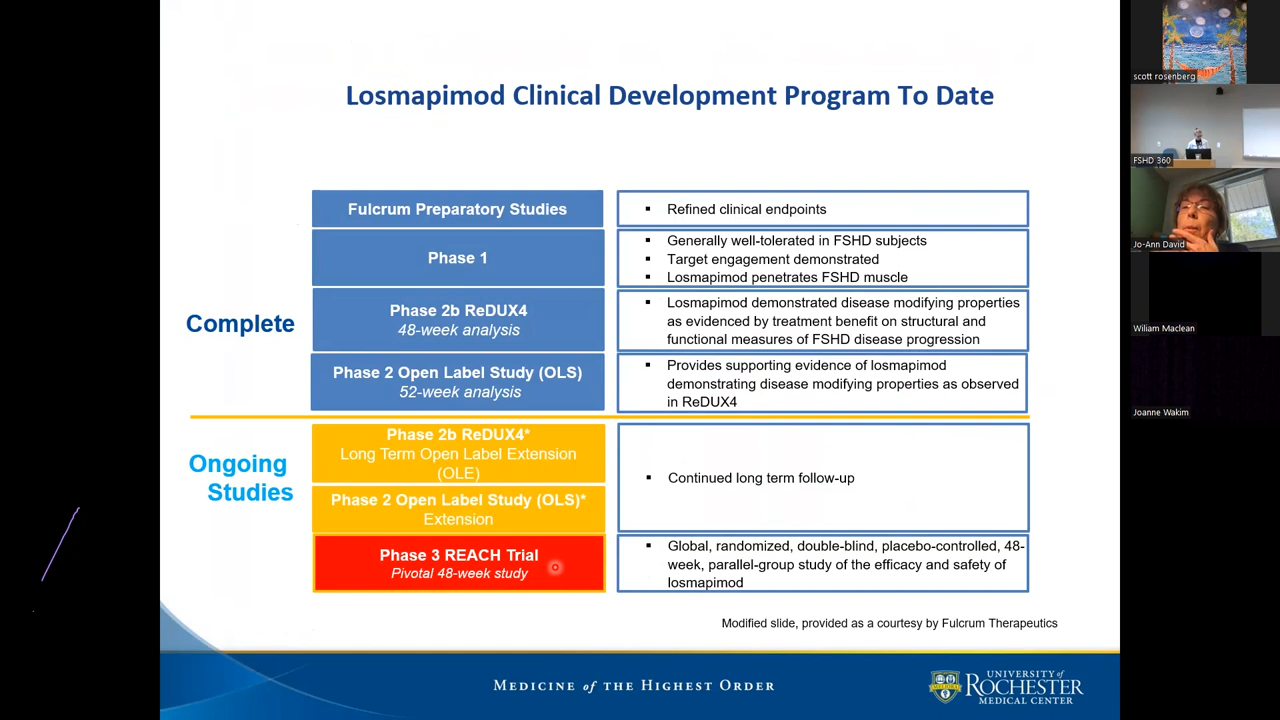 Losmapimod Clinical Development Program To Date
Complete
Fulcrum Preparatory Studies
▪ Refined clinical endpoints
Phase 1
▪ Generally well-tolerated in FSHD subjects
▪ Target engagement demonstrated
▪ Losmapimod penetrates FSHD muscle
Phase 2b ReDUX4
48-week analysis
▪ Losmapimod demonstrated disease modifying properties
as evidenced by treatment benefit on structural and
functional measures of FSHD disease progression
Phase 2 Open Label Study (OLS)
52-week analysis
▪ Provides supporting evidence of losmapimod
demonstrating disease modifying properties as observed
in ReDUX4
Ongoing
Studies
Phase 2b ReDUX4*
Long Term Open Label Extension
(OLE)
Phase 2 Open Label Study (OLS)*
Extension
▪ Continued long term follow-up
Phase 3 REACH Trial
Pivotal 48-week study
▪ Global, randomized, double-blind, placebo-controlled, 48-
week, parallel-group study of the efficacy and safety of
losmapimod
Modified slide, provided as a courtesy by Fulcrum Therapeutics
MEDICINE of THE HIGHEST ORDER
MELIORA
UNIVERSITY of
ROCHESTER
MEDICAL CENTER
scott rosenberg
FSHD 360
Jo-Ann David
Wiliam Maclean
Joanne Wakim